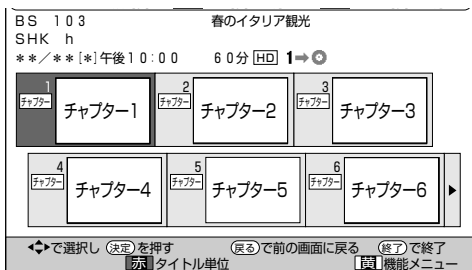 BS 103 春のイタリア観光
SHK h
**/**[*]午後10:00 60分 HD 1➡◎
1 2 3
チャプター チャプター1 チャプター チャプター2 チャプター チャプター3
4 5 6
チャプター チャプター4 チャプター チャプター5 チャプター チャプター6
で選択し 決定を押す 戻るで前の画面に戻る 終了で終了
赤 タイトル単位 黄 機能メニュー